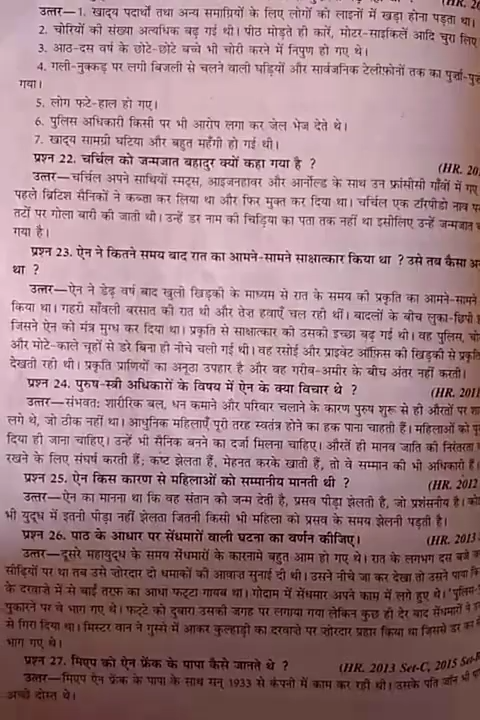 (HR. 20
उत्तर—1. खाद्य पदार्थों तथा अन्य सामग्रियों के लिए लोगों को लाइनों में खड़ा होना पड़ता था।
2. चोरियों की संख्या अत्यधिक बढ़ गई थी। पीठ मोड़ते ही कारें, मोटर-साइकिलें आदि चुरा लिए
3. आठ-दस वर्ष के छोटे-छोटे बच्चे भी चोरी करने में निपुण हो गए थे।
4. गली-नुक्कड़ पर लगी बिजली से चलने वाली घड़ियों और सार्वजनिक टेलीफ़ोनों तक का पुर्ज़ा-पुर्
गया।
5. लोग फटे-हाल हो गए।
6. पुलिस अधिकारी किसी पर भी आरोप लगा कर जेल भेज देते थे।
7. खाद्य सामग्री घटिया और बहुत महँगी हो गई थी।
प्रश्न 22. चर्चिल को जन्मजात बहादुर क्यों कहा गया है ? (HR. 20
उत्तर—चर्चिल अपने साथियों स्मट्स, आइजनहावर और आर्नोल्ड के साथ उन फ्रांसीसी गाँवों में गए
पहले ब्रिटिश सैनिकों ने कब्जा कर लिया था और फिर मुक्त कर दिया था। चर्चिल एक टॉरपीडो नाव प
तटों पर गोला बारी की जाती थी। उन्हें डर नाम की चिड़िया का पता तक नहीं था इसीलिए उन्हें जन्मजात
गया है।
प्रश्न 23. ऐन ने कितने समय बाद रात का आमने-सामने साक्षात्कार किया था ? उसे तब कैसा अ
था ?
उत्तर—ऐन ने डेढ़ वर्ष बाद खुली खिड़की के माध्यम से रात के समय की प्रकृति का आमने-सामने
किया था। गहरी साँवली बरसात की रात थी और तेज़ हवाएँ चल रही थीं। बादलों के बीच लुका-छिपी ह
जिसने ऐन को मंत्र मुग्ध कर दिया था। प्रकृति से साक्षात्कार को उसकी इच्छा बढ़ गई थी। वह पुलिस, चो
और मोटे-काले चूहों से डरे बिना ही नीचे चली गई थी। वह रसोई और प्राइवेट ऑफ़िस की खिड़की से प्रकृति
देखती रही थी। प्रकृति प्राणियों का अनूठा उपहार है और वह गरीब-अमीर के बीच अंतर नहीं करती।
प्रश्न 24. पुरुष-स्त्री अधिकारों के विषय में ऐन के क्या विचार थे ? (HR. 2011
उत्तर—संभवत: शारीरिक बल, धन कमाने और परिवार चलाने के कारण पुरुष शुरू से ही औरतों पर शा
लगे थे, जो ठीक नहीं था। आधुनिक महिलाएँ पूरी तरह स्वतंत्र होने का हक पाना चाहती हैं। महिलाओं को पु
दिया ही जाना चाहिए। उन्हें भी सैनिक बनने का दर्जा मिलना चाहिए। औरतें ही मानव जाति की निरंतरता
रखने के लिए संघर्ष करती हैं; कष्ट झेलता हैं, मेहनत करके खाती हैं, तो वे सम्मान की भी अधिकारी हैं।
प्रश्न 25. ऐन किस कारण से महिलाओं को सम्मानीय मानती थी ? (HR. 2012
उत्तर—ऐन का मानना था कि वह संतान को जन्म देती है, प्रसव पीड़ा झेलती है, जो प्रशंसनीय है। को
भी युद्ध में इतनी पीड़ा नहीं झेलता जितनी किसी भी महिला को प्रसव के समय झेलनी पड़ती है।
प्रश्न 26. पाठ के आधार पर सेंधमारों वाली घटना का वर्णन कीजिए। (HR. 2013
उत्तर—दूसरे महायुद्ध के समय सेंधमारों के कारनामे बहुत आम हो गए थे। रात के लगभग दस बजे क
सीढ़ियों पर था तब उसे ज़ोरदार दो धमाकों की आवाज़ सुनाई दी थी। उसने नीचे जा कर देखा तो उसने पाया कि
के दरवाज़े में से बाईं तरफ़ का आधा फट्टा गायब था। गोदाम में सेंधमार अपने काम में लगे हुए थे। 'पुलिस-
पुकारने पर वे भाग गए थे। फट्टे को दुबारा उसकी जगह पर लगाया गया लेकिन कुछ ही देर बाद सेंधमारों ने
से गिरा दिया था। मिस्टर वान ने गुस्से में आकर कुल्हाड़ी का दरवाज़े पर ज़ोरदार प्रहार किया था जिससे डर कर
भाग गए थे।
प्रश्न 27. मिएप को ऐन फ्रेंक के पापा कैसे जानते थे ? (HR. 2013 Set-C, 2015 Set-B
उत्तर—मिएप ऐन फ्रेंक के पापा के साथ सन् 1933 से कंपनी में काम कर रही थी। उसके पति जॉन भी
अच्छे दोस्त थे।